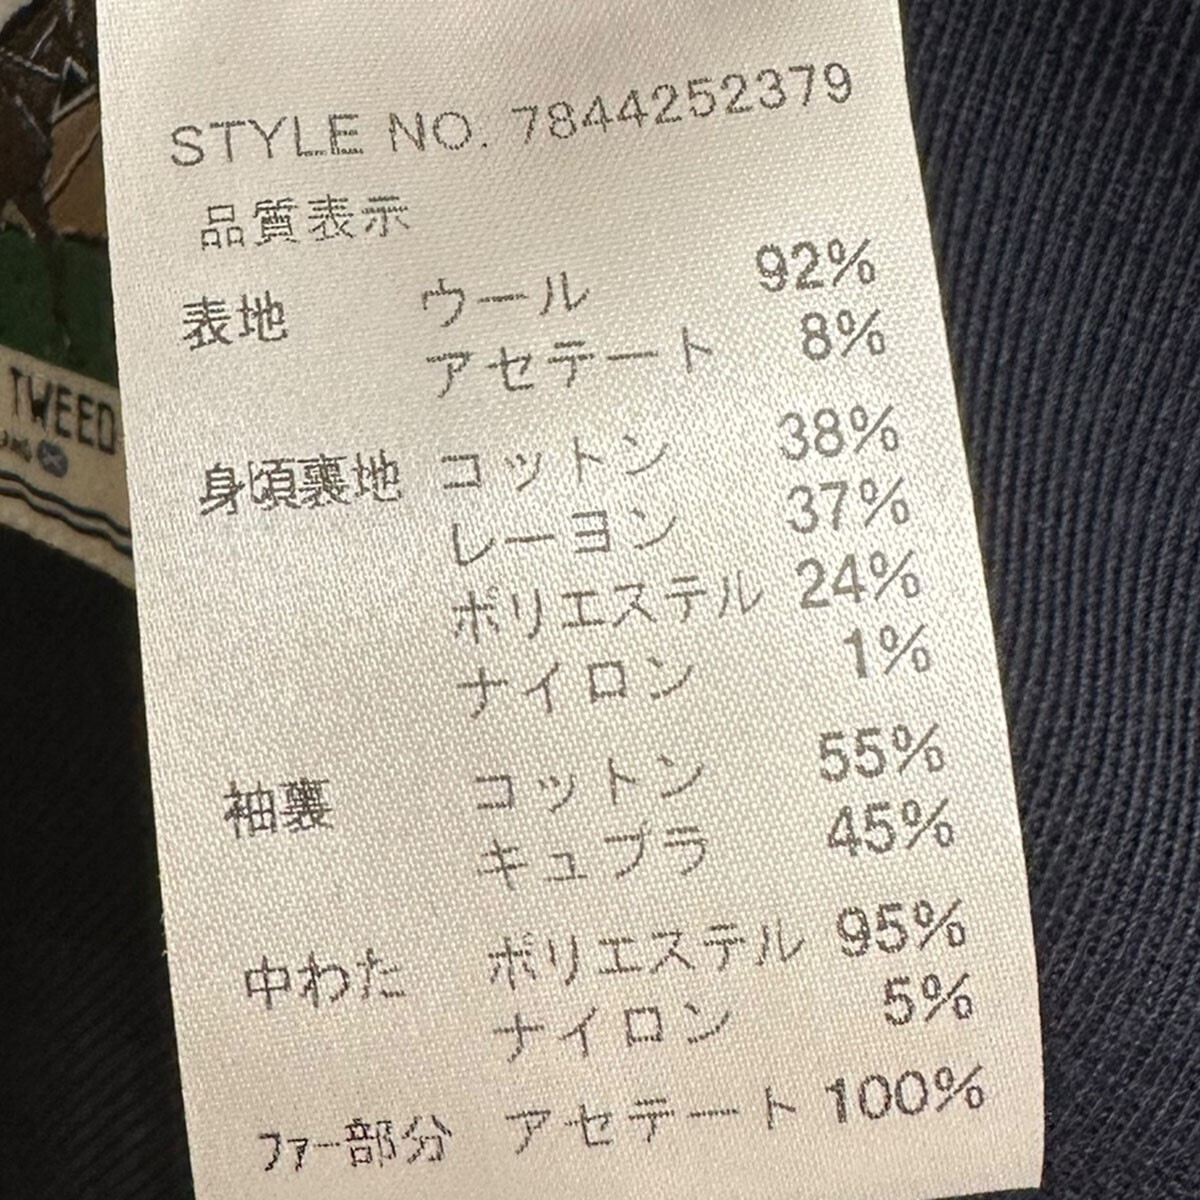 STYLE NO. 7844252379
品質表示
表地 ウール 92%
アセテート 8%
身頃裏地 コットン 38%
レーヨン 37%
ポリエステル 24%
ナイロン 1%
袖裏 コットン 55%
キュプラ 45%
中わた ポリエステル 95%
ナイロン 5%
ファー部分 アセテート 100%
TWEED